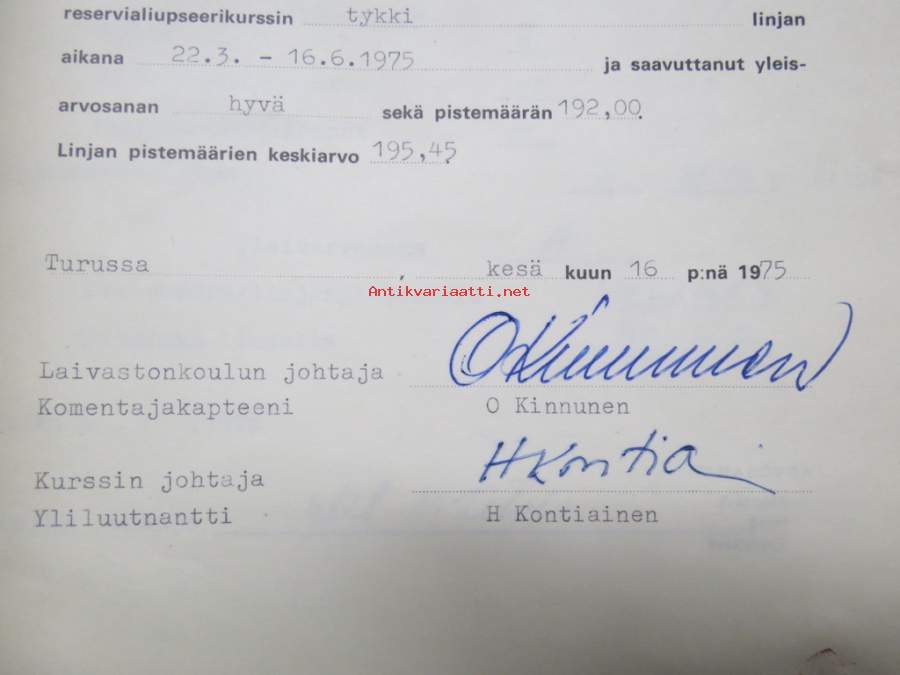 reservialiupseerikurssin tykki linjan
aikana 22.3. - 16.6.1975 ja saavuttanut yleis-
arvosanan hyvä sekä pistemäärän 192,00.
Linjan pistemäärien keskiarvo 195,45
Turussa, kesä kuun 16 p:nä 1975
Antikvariaatti.net
OKinnunen
Laivastonkoulun johtaja
Komentajakapteeni O Kinnunen
HKontia
Kurssin johtaja
Yliluutnantti H Kontiainen